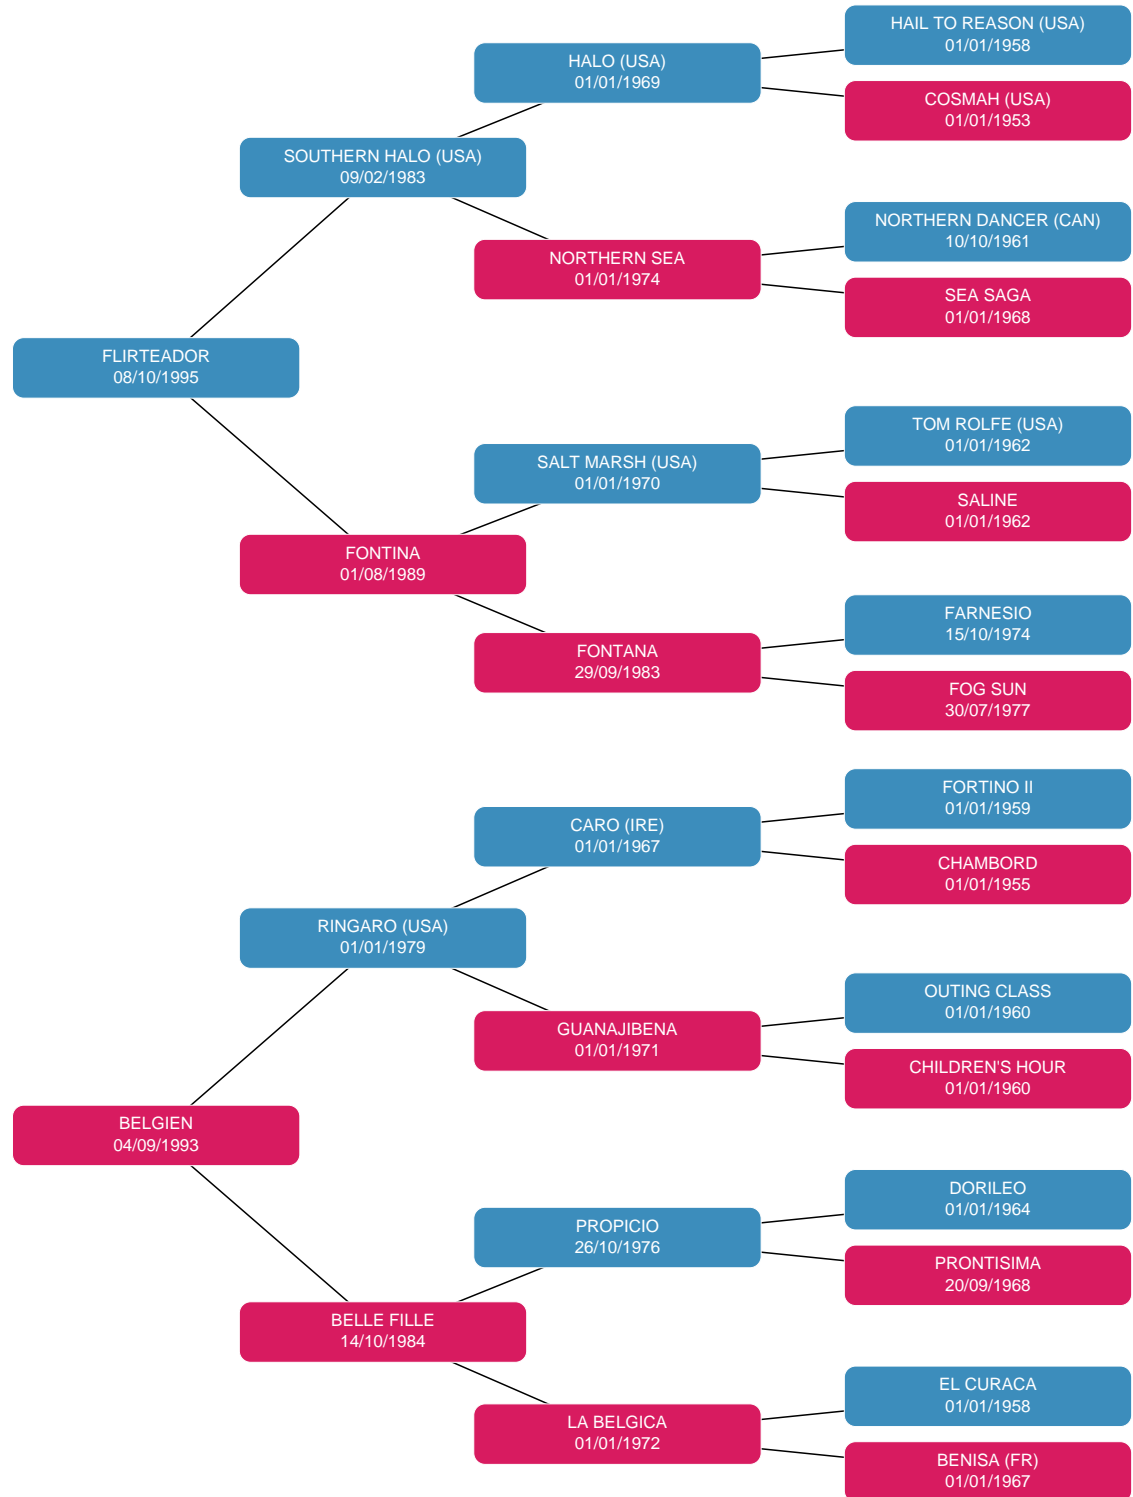 HAIL TO REASON (USA)
01/01/1958
HALO (USA)
01/01/1969
COSMAH (USA)
01/01/1953
SOUTHERN HALO (USA)
09/02/1983
NORTHERN DANCER (CAN)
10/10/1961
NORTHERN SEA
01/01/1974
SEA SAGA
01/01/1968
FLIRTEADOR
08/10/1995
TOM ROLFE (USA)
01/01/1962
SALT MARSH (USA)
01/01/1970
SALINE
01/01/1962
FONTINA
01/08/1989
FARNESIO
15/10/1974
FONTANA
29/09/1983
FOG SUN
30/07/1977
FORTINO II
01/01/1959
CARO (IRE)
01/01/1967
CHAMBORD
01/01/1955
RINGARO (USA)
01/01/1979
OUTING CLASS
01/01/1960
GUANAJIBENA
01/01/1971
CHILDREN'S HOUR
01/01/1960
BELGIEN
04/09/1993
DORILEO
01/01/1964
PROPICIO
26/10/1976
PRONTISIMA
20/09/1968
BELLE FILLE
14/10/1984
EL CURACA
01/01/1958
LA BELGICA
01/01/1972
BENISA (FR)
01/01/1967